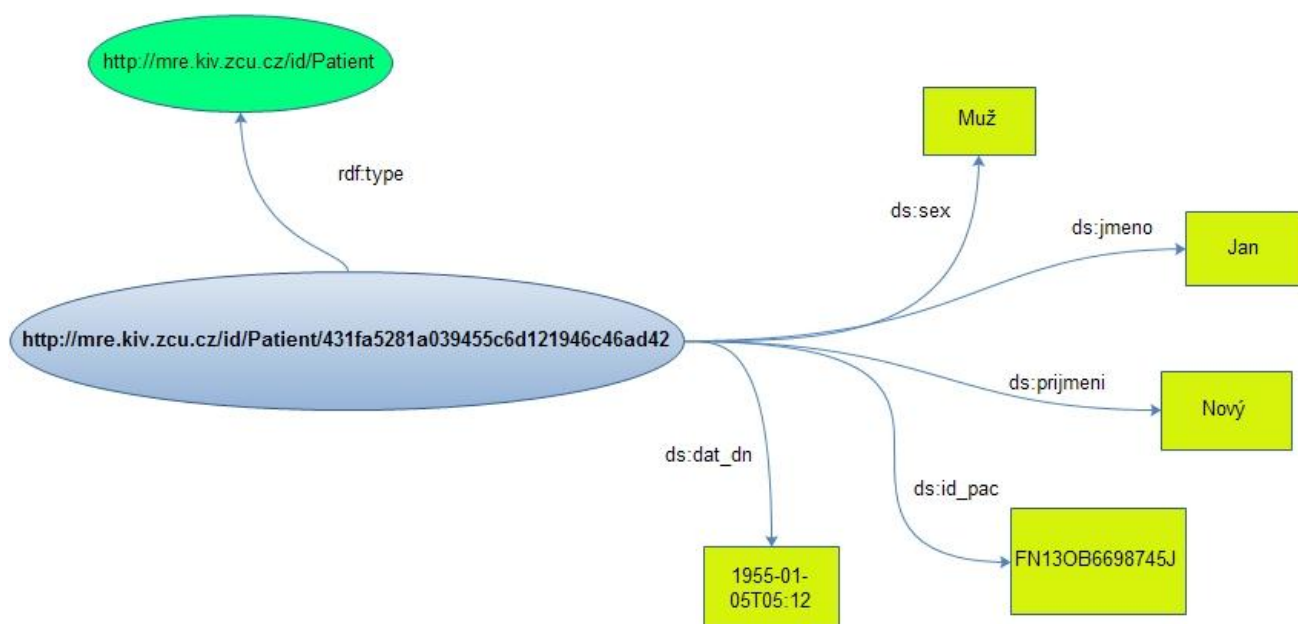 http://mre.kiv.zcu.cz/id/Patient
Muž
rdf:type
ds:sex
ds:jmeno
Jan
http://mre.kiv.zcu.cz/id/Patient/431fa5281a039455c6d121946c46ad42
ds:prijmeni
Nový
ds:dat_dn
ds:id_pac
FN13OB6698745J
1955-01-
05T05:12